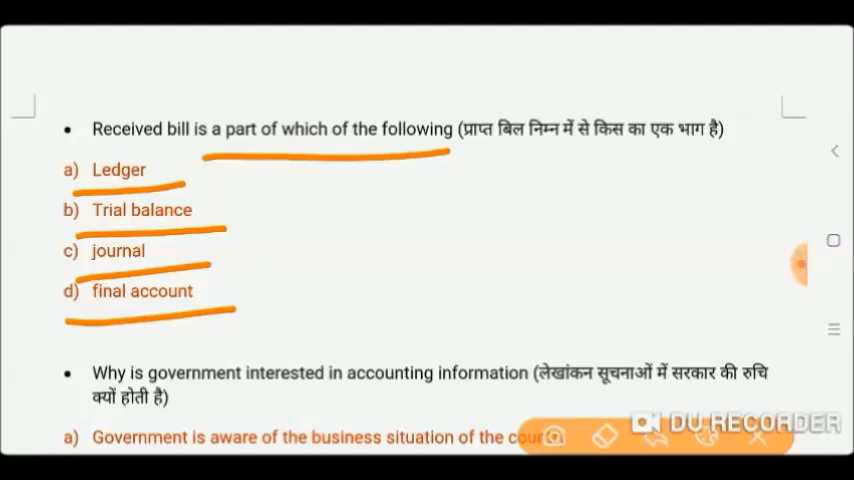 • Received bill is a part of which of the following (प्राप्त बिल निम्न में से किस का एक भाग है)
a) Ledger
b) Trial balance
c) journal
d) final account
• Why is government interested in accounting information (लेखांकन सूचनाओं में सरकार की रुचि
क्यों होती है)
a) Government is aware of the business situation of the
DU RECORDER